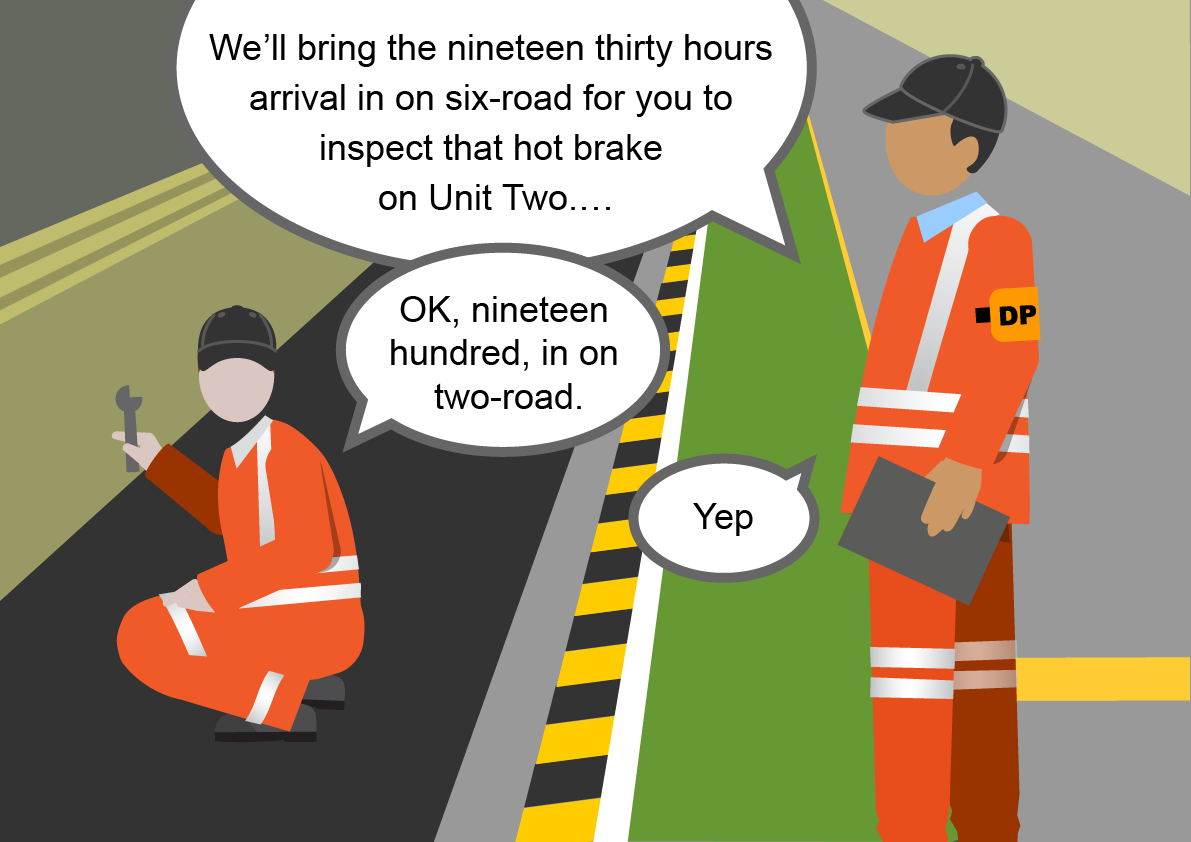 We’ll bring the nineteen thirty hours
arrival in on six-road for you to
inspect that hot brake
on Unit Two.…
OK, nineteen
hundred, in on
two-road.
Yep
DP